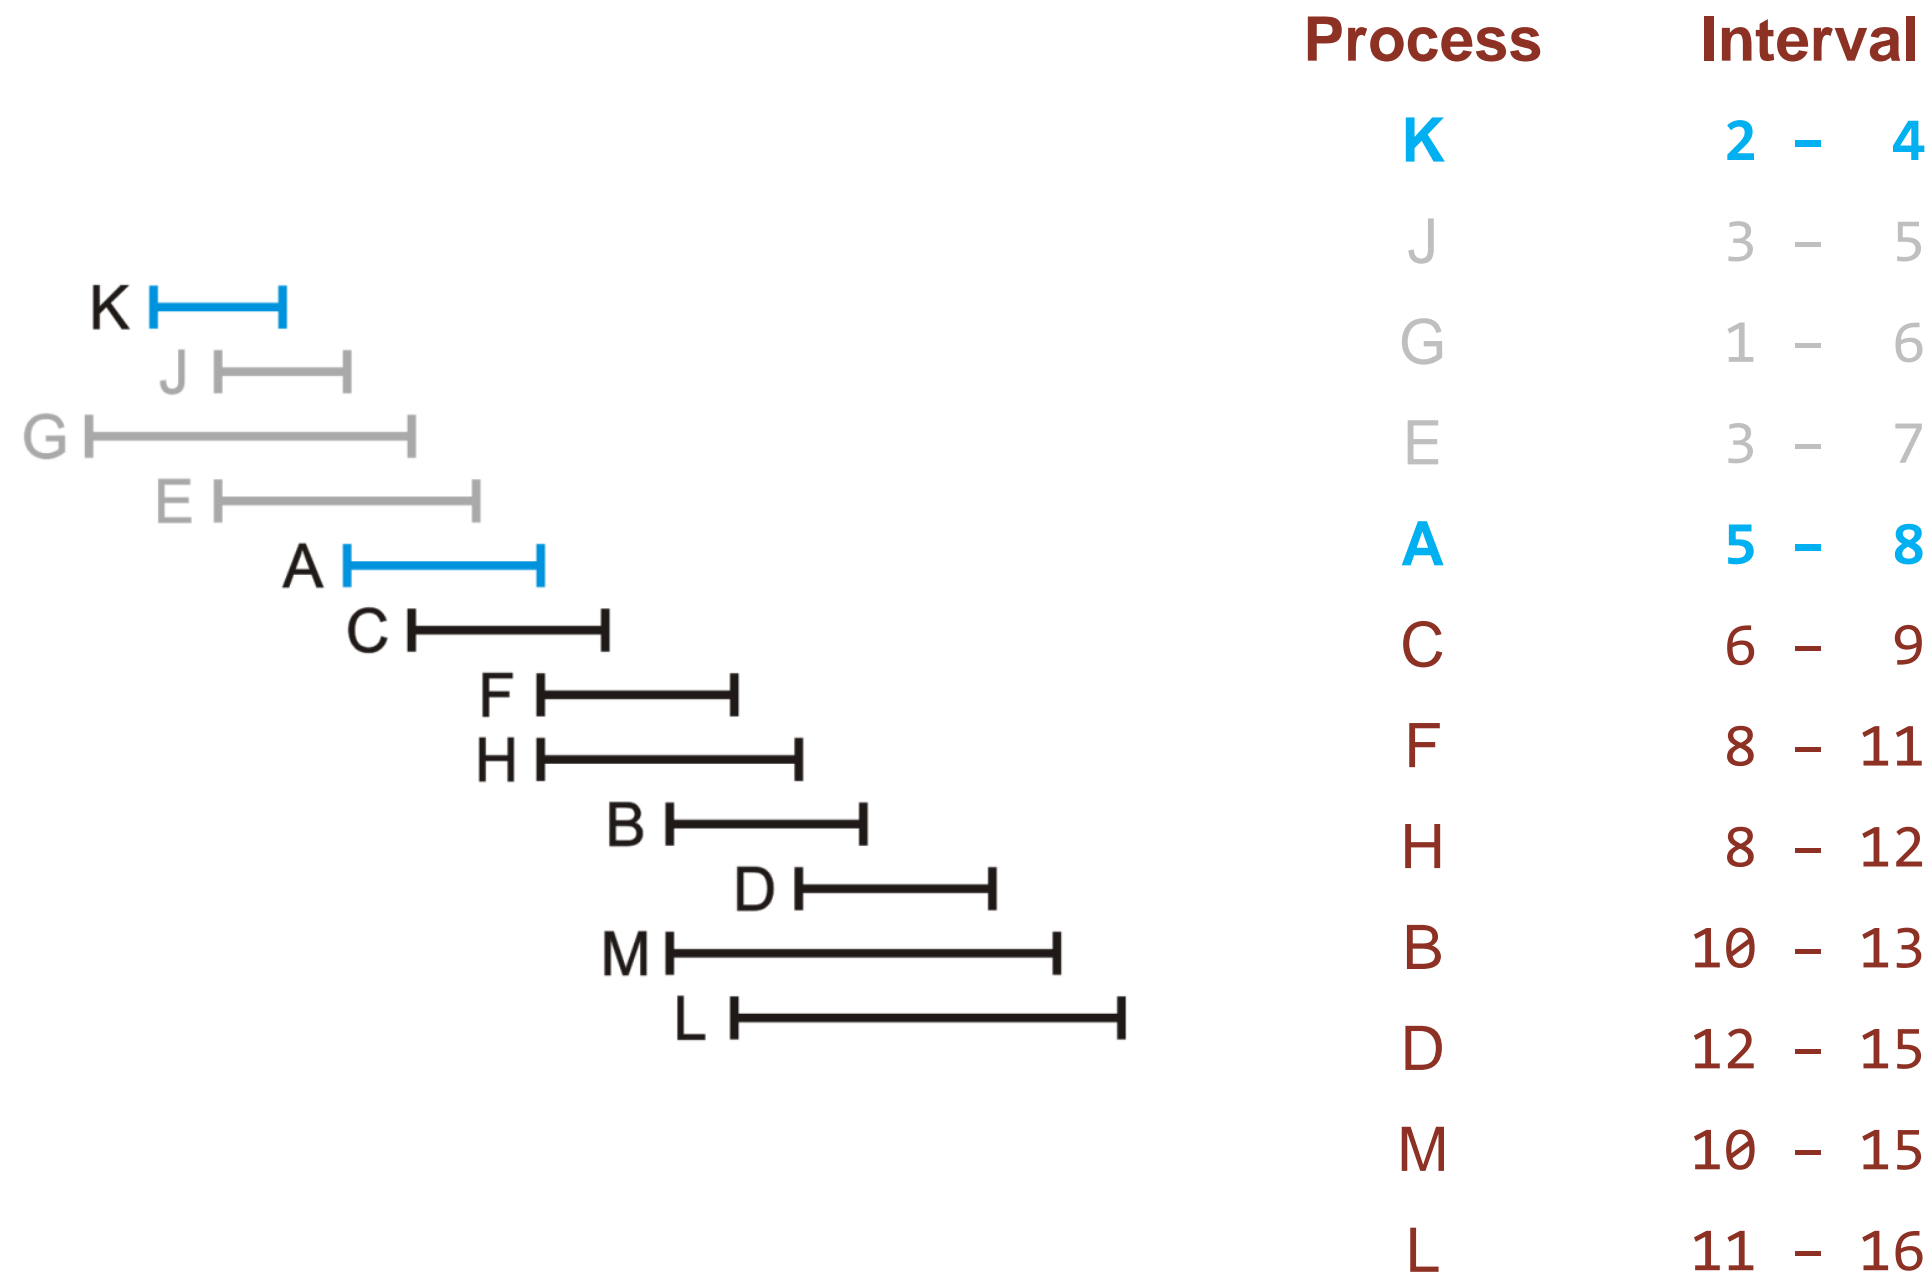 Process Interval
K 2 – 4
J 3 – 5
G 1 – 6
E 3 – 7
A 5 – 8
C 6 – 9
F 8 – 11
H 8 – 12
B 10 – 13
D 12 – 15
M 10 – 15
L 11 – 16
K
J
G
E
A
C
F
H
B
D
M
L